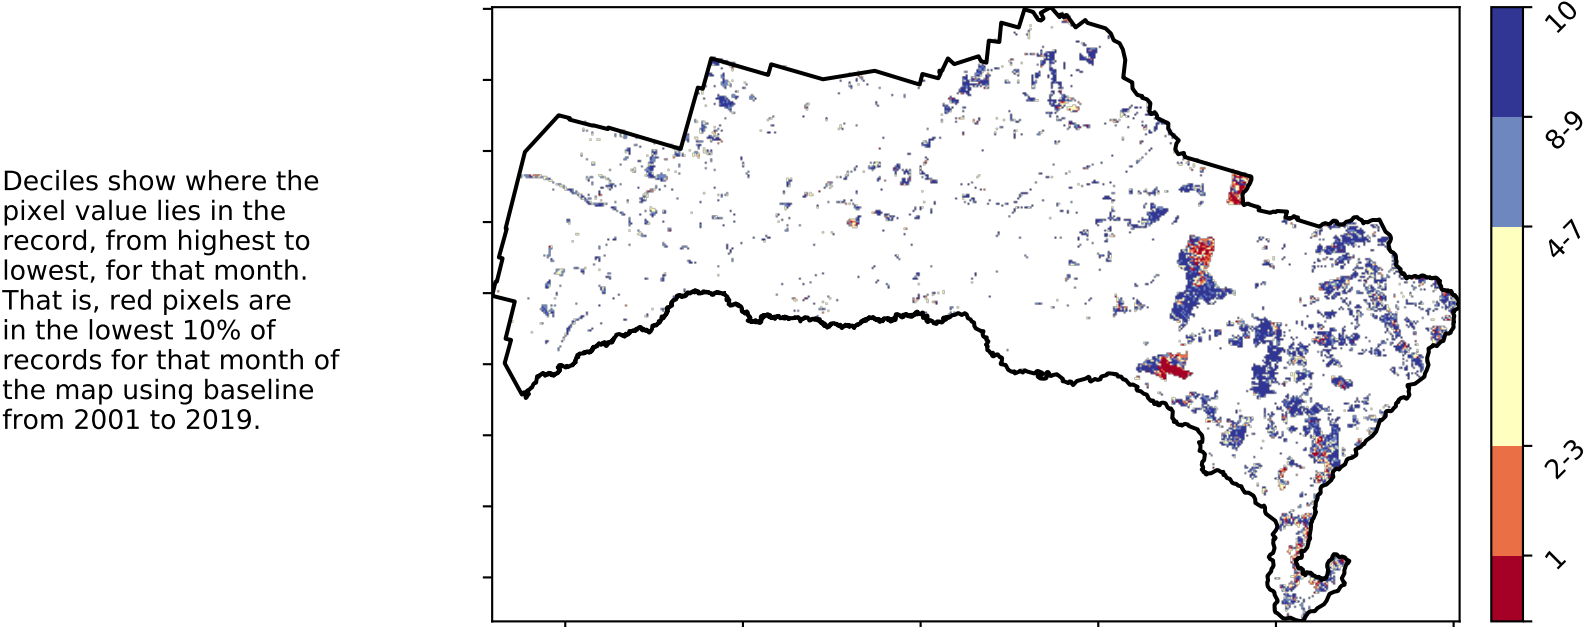 Deciles show where the
pixel value lies in the
record, from highest to
lowest, for that month.
That is, red pixels are
in the lowest 10% of
records for that month of
the map using baseline
from 2001 to 2019.
10
8-9
4-7
2-3
1